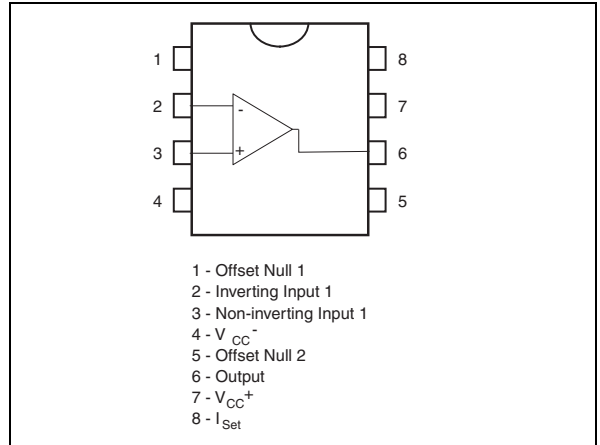 1
8
2
-
7
3
+
6
4
5
1 - Offset Null 1
2 - Inverting Input 1
3 - Non-inverting Input 1
4 - VCC-
5 - Offset Null 2
6 - Output
7 - VCC+
8 - ISet